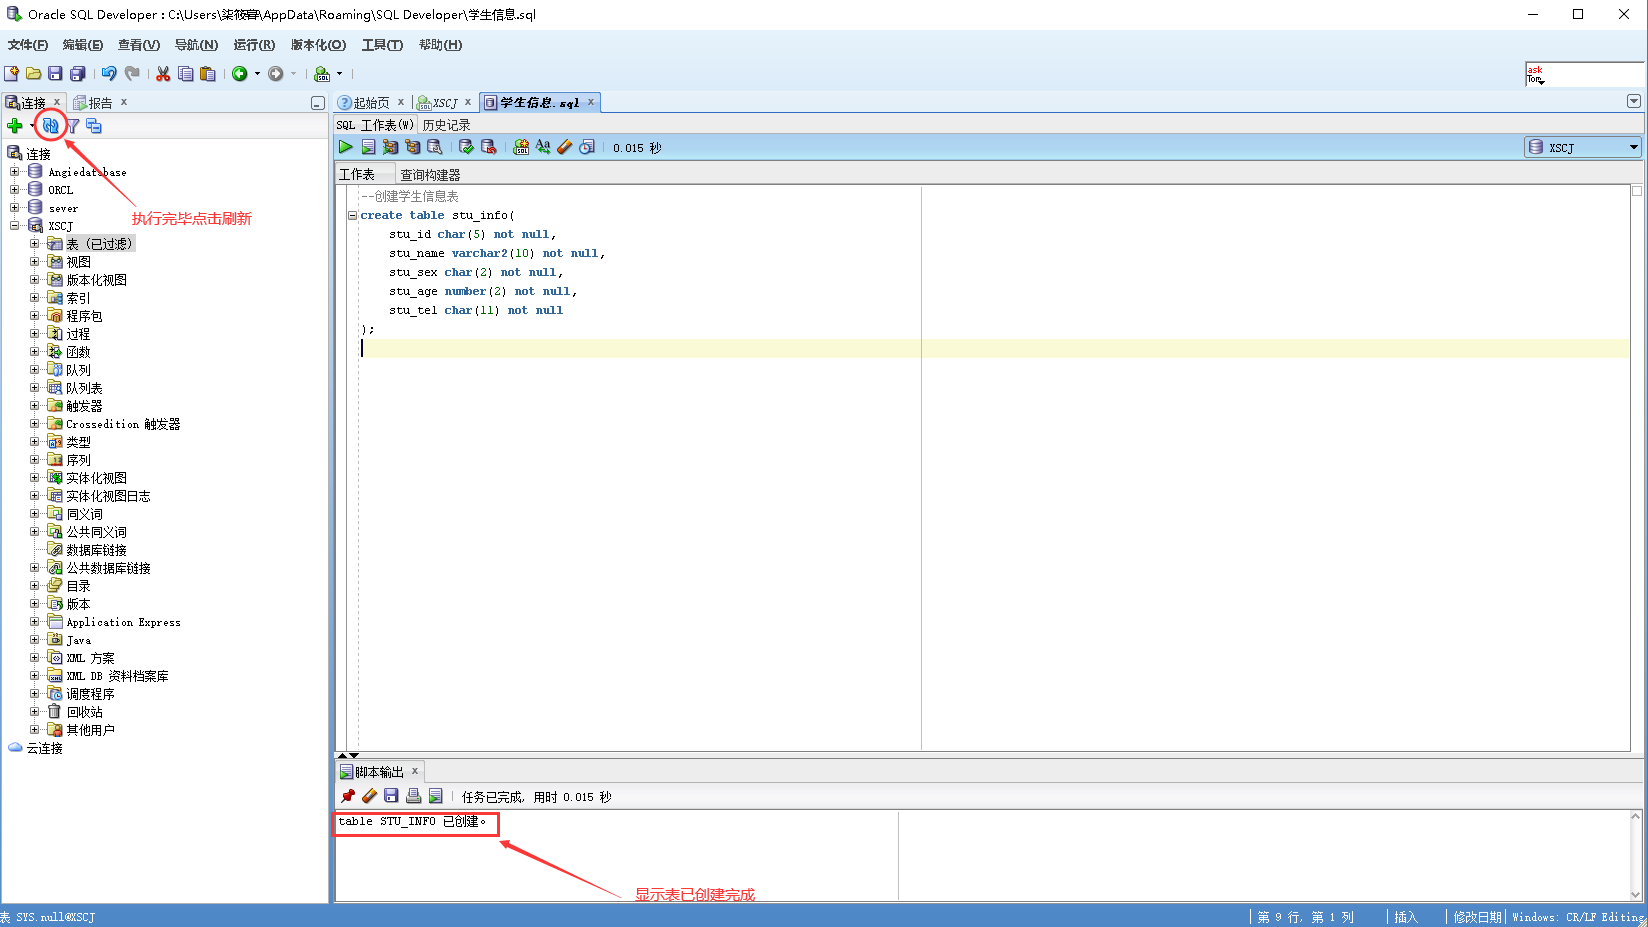 Oracle SQL Developer : C:\Users\柒筱\AppData\Roaming\SQL Developer\学生信息.sql
文件(F) 编辑(E) 查看(V) 导航(N) 运行(R) 版本化(O) 工具(T) 帮助(H)
ask
Tom
连接 报告
起始页 XSCJ 学生信息.sql
SQL 工作表(W) 历史记录
0.015 秒
XSCJ
工作表 查询构建器
连接
Angiedatabase
ORCL
sever
XSCJ
表 (已过滤)
视图
版本化视图
索引
程序包
过程
函数
队列
队列表
触发器
Crossedition 触发器
类型
序列
实体化视图
实体化视图日志
同义词
公共同义词
数据库链接
公共数据库链接
目录
版本
Application Express
Java
XML 方案
XML DB 资料档案库
调度程序
回收站
其他用户
云连接
执行完毕点击刷新
--创建学生信息表
create table stu_info(
stu_id char(5) not null,
stu_name varchar2(10) not null,
stu_sex char(2) not null,
stu_age number(2) not null,
stu_tel char(11) not null
);
脚本输出
任务已完成, 用时 0.015 秒
table STU_INFO 已创建。
显示表已创建完成
表 SYS.null@XSCJ
第 9 行, 第 1 列 插入 修改日期 Windows: CR/LF Editing